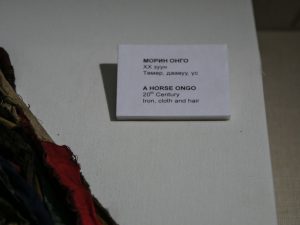 МОРИН ОНГО
XX зуун
Төмөр, даавуу, үс
A HORSE ONGO
20th Century
Iron, cloth and hair